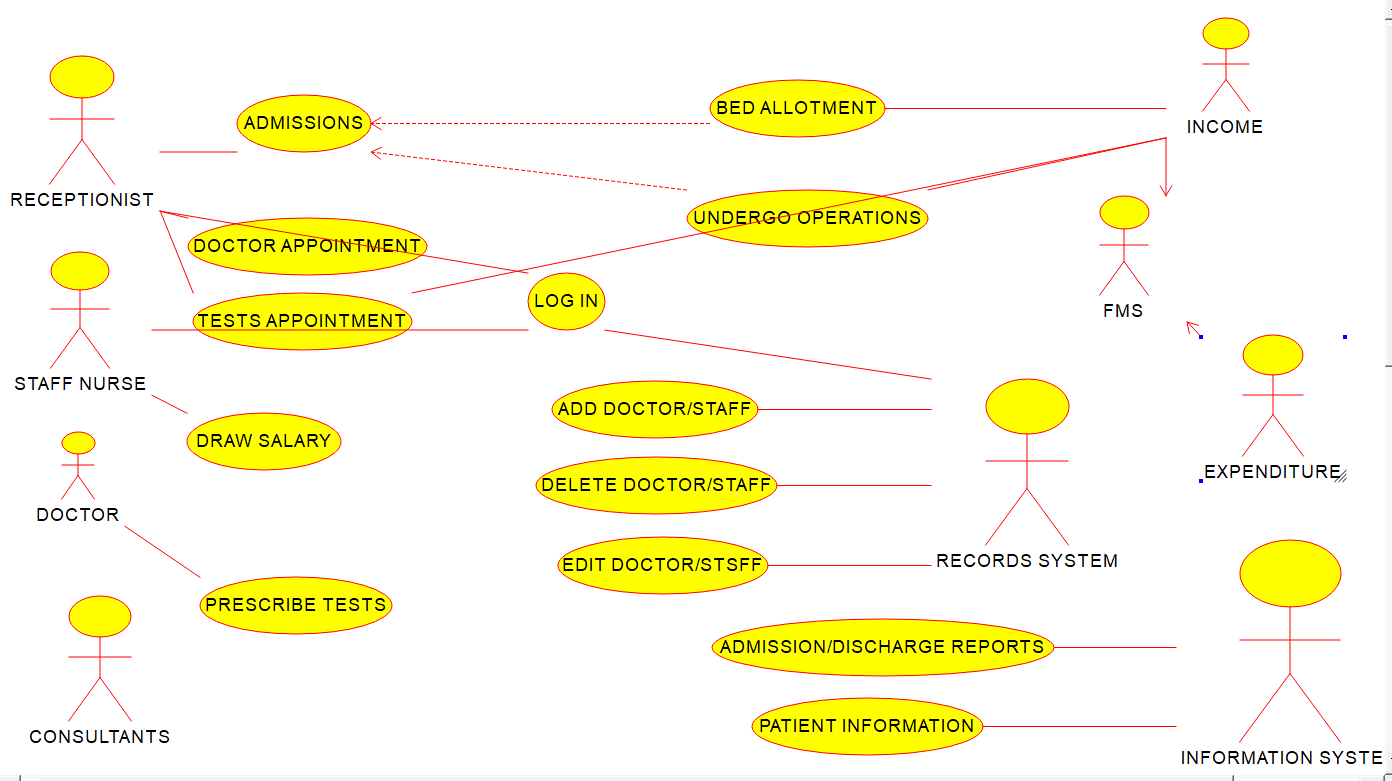 INCOME
BED ALLOTMENT
ADMISSIONS
RECEPTIONIST
UNDERGO OPERATIONS
DOCTOR APPOINTMENT
LOG IN
FMS
TESTS APPOINTMENT
STAFF NURSE
ADD DOCTOR/STAFF
DRAW SALARY
EXPENDITURE
DELETE DOCTOR/STAFF
DOCTOR
RECORDS SYSTEM
EDIT DOCTOR/STSFF
PRESCRIBE TESTS
ADMISSION/DISCHARGE REPORTS
PATIENT INFORMATION
CONSULTANTS
INFORMATION SYSTE